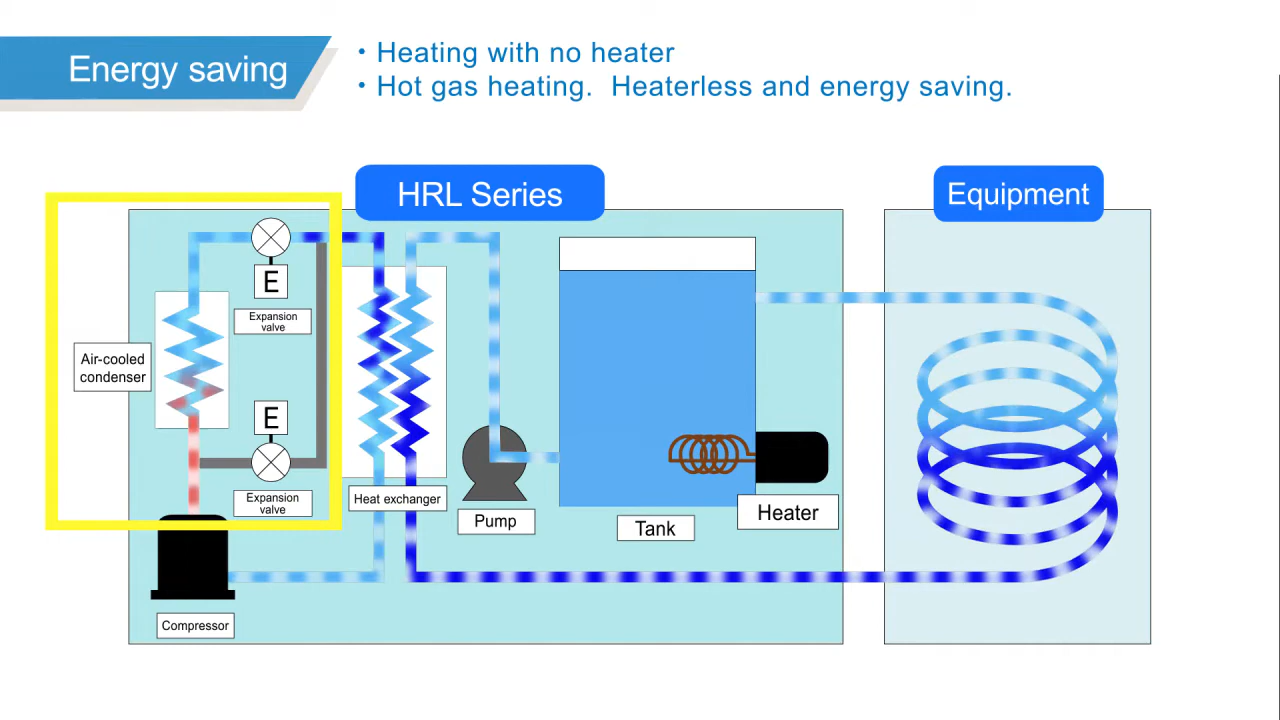 Energy saving
• Heating with no heater
• Hot gas heating.  Heaterless and energy saving.
HRL Series
Equipment
E
Expansion
valve
Air-cooled
condenser
E
Expansion
valve
Heat exchanger
Pump
Tank
Heater
Compressor